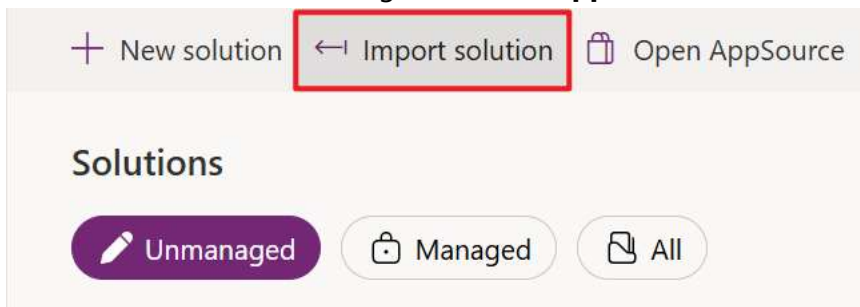 New solution Import solution Open AppSource
Solutions
Unmanaged Managed All